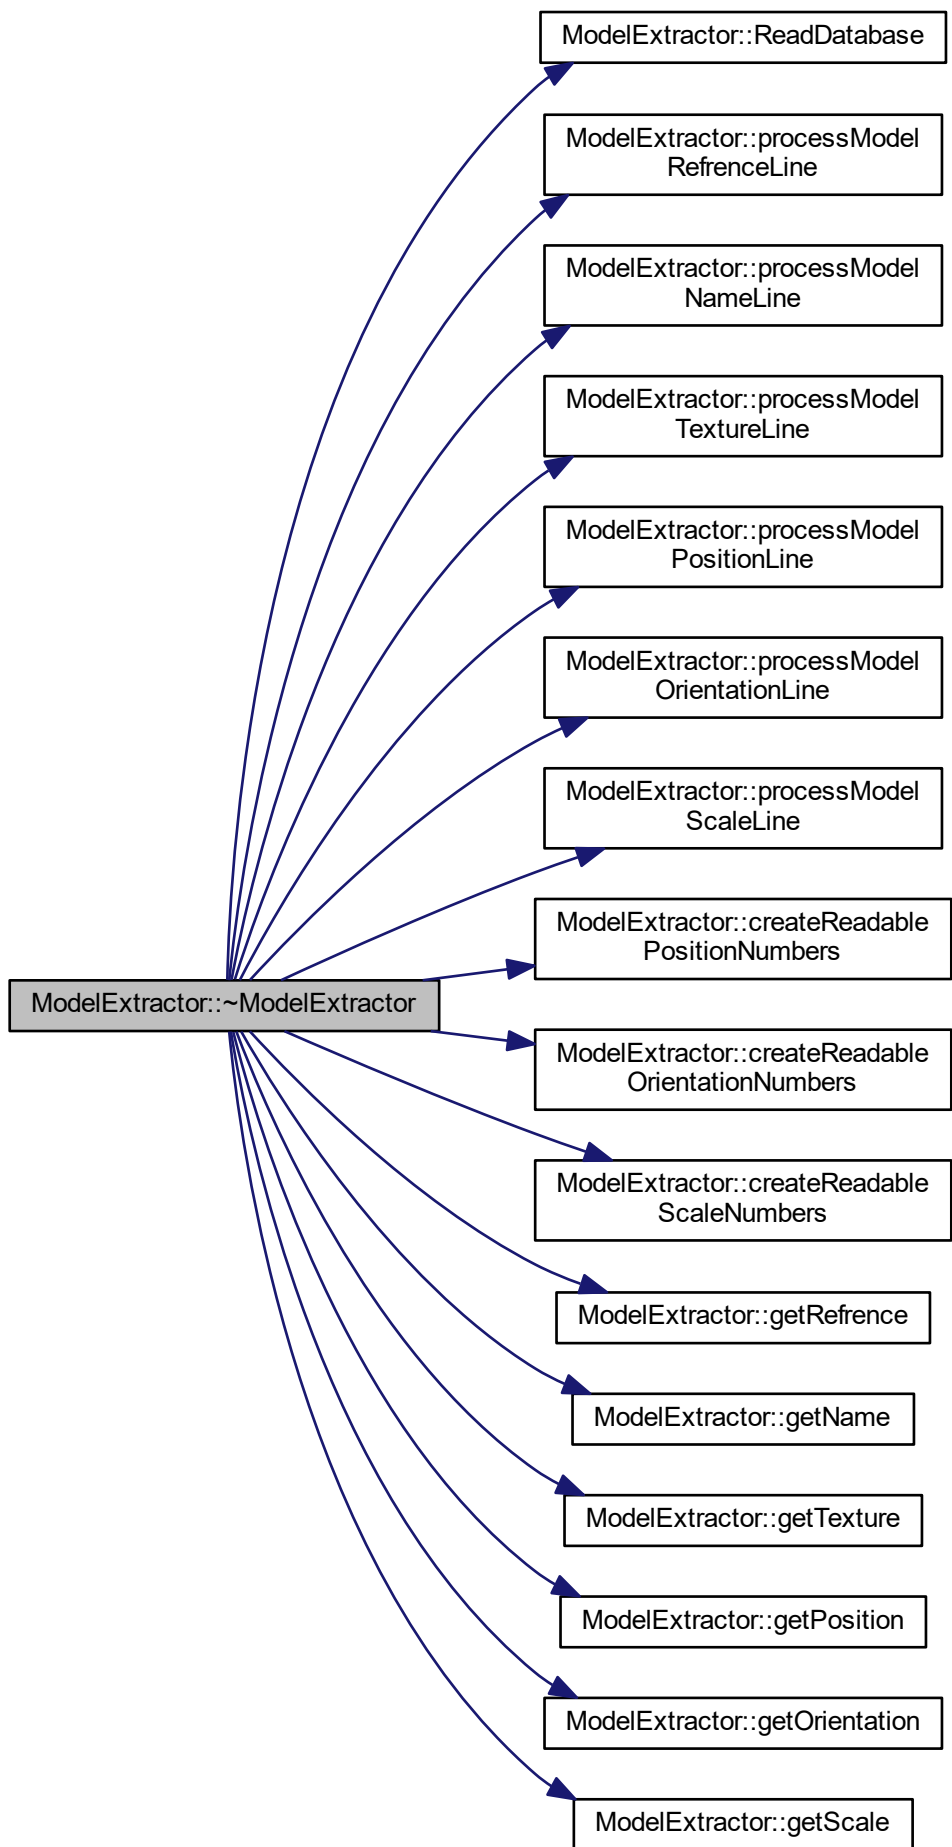 ModelExtractor::ReadDatabase
ModelExtractor::processModel
RefrenceLine
ModelExtractor::processModel
NameLine
ModelExtractor::processModel
TextureLine
ModelExtractor::processModel
PositionLine
ModelExtractor::processModel
OrientationLine
ModelExtractor::processModel
ScaleLine
ModelExtractor::createReadable
PositionNumbers
ModelExtractor::~ModelExtractor
ModelExtractor::createReadable
OrientationNumbers
ModelExtractor::createReadable
ScaleNumbers
ModelExtractor::getRefrence
ModelExtractor::getName
ModelExtractor::getTexture
ModelExtractor::getPosition
ModelExtractor::getOrientation
ModelExtractor::getScale